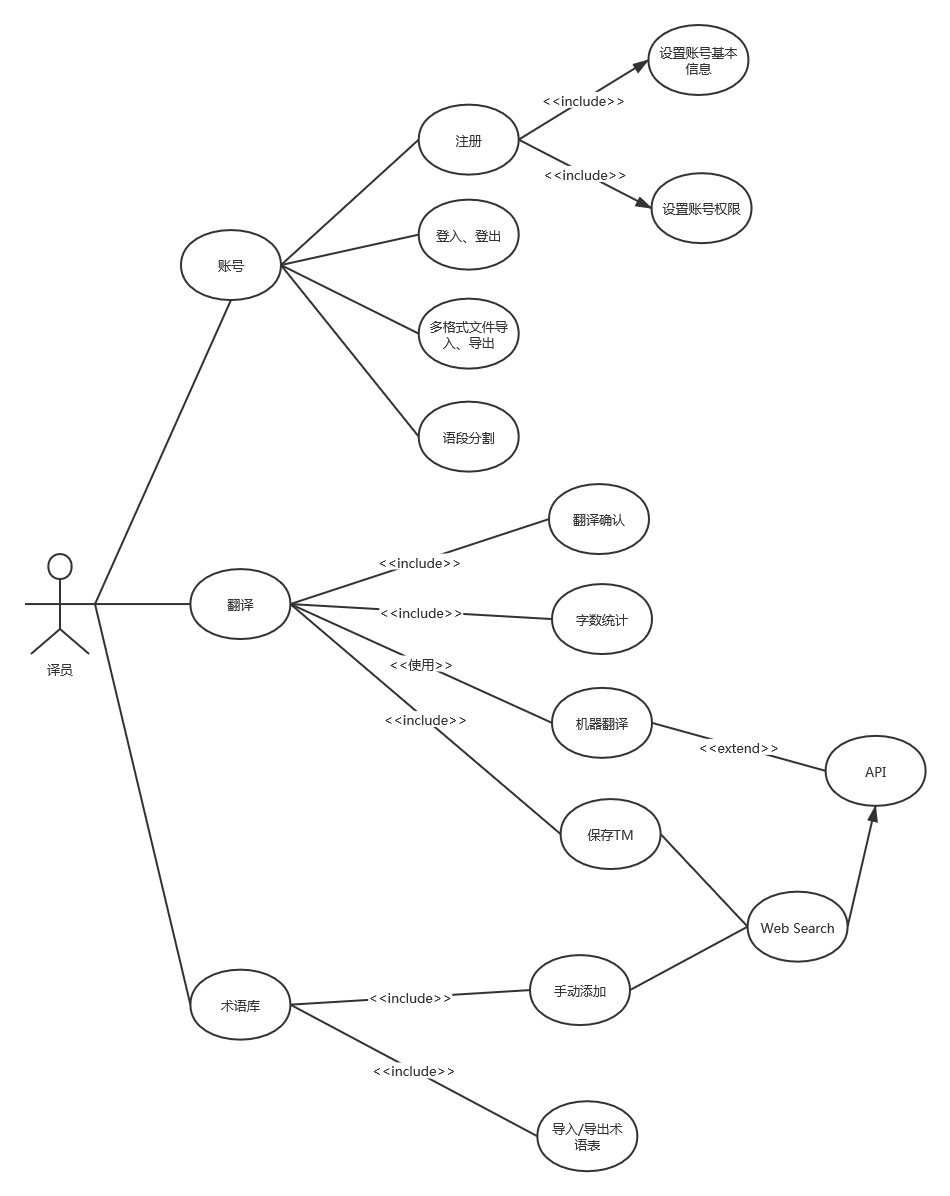 设置账号基本
信息
<<include>>
注册
<<include>>
设置账号权限
登入、登出
账号
多格式文件导
入、导出
语段分割
翻译确认
<<include>>
翻译
<<include>>
字数统计
译员
<<使用>>
<<include>>
机器翻译
<<extend>>
API
保存TM
Web Search
术语库
<<include>>
手动添加
<<include>>
导入/导出术
语表